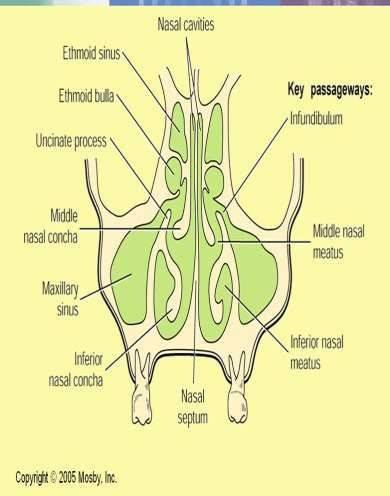 Nasal cavities
Ethmoid sinus
Ethmoid bulla
Uncinate process
Middle
nasal concha
Maxillary
sinus
Inferior
nasal concha
Nasal
septum
Key passageways:
Infundibulum
Middle nasal
meatus
Inferior nasal
meatus
Copyright © 2005 Mosby, Inc.